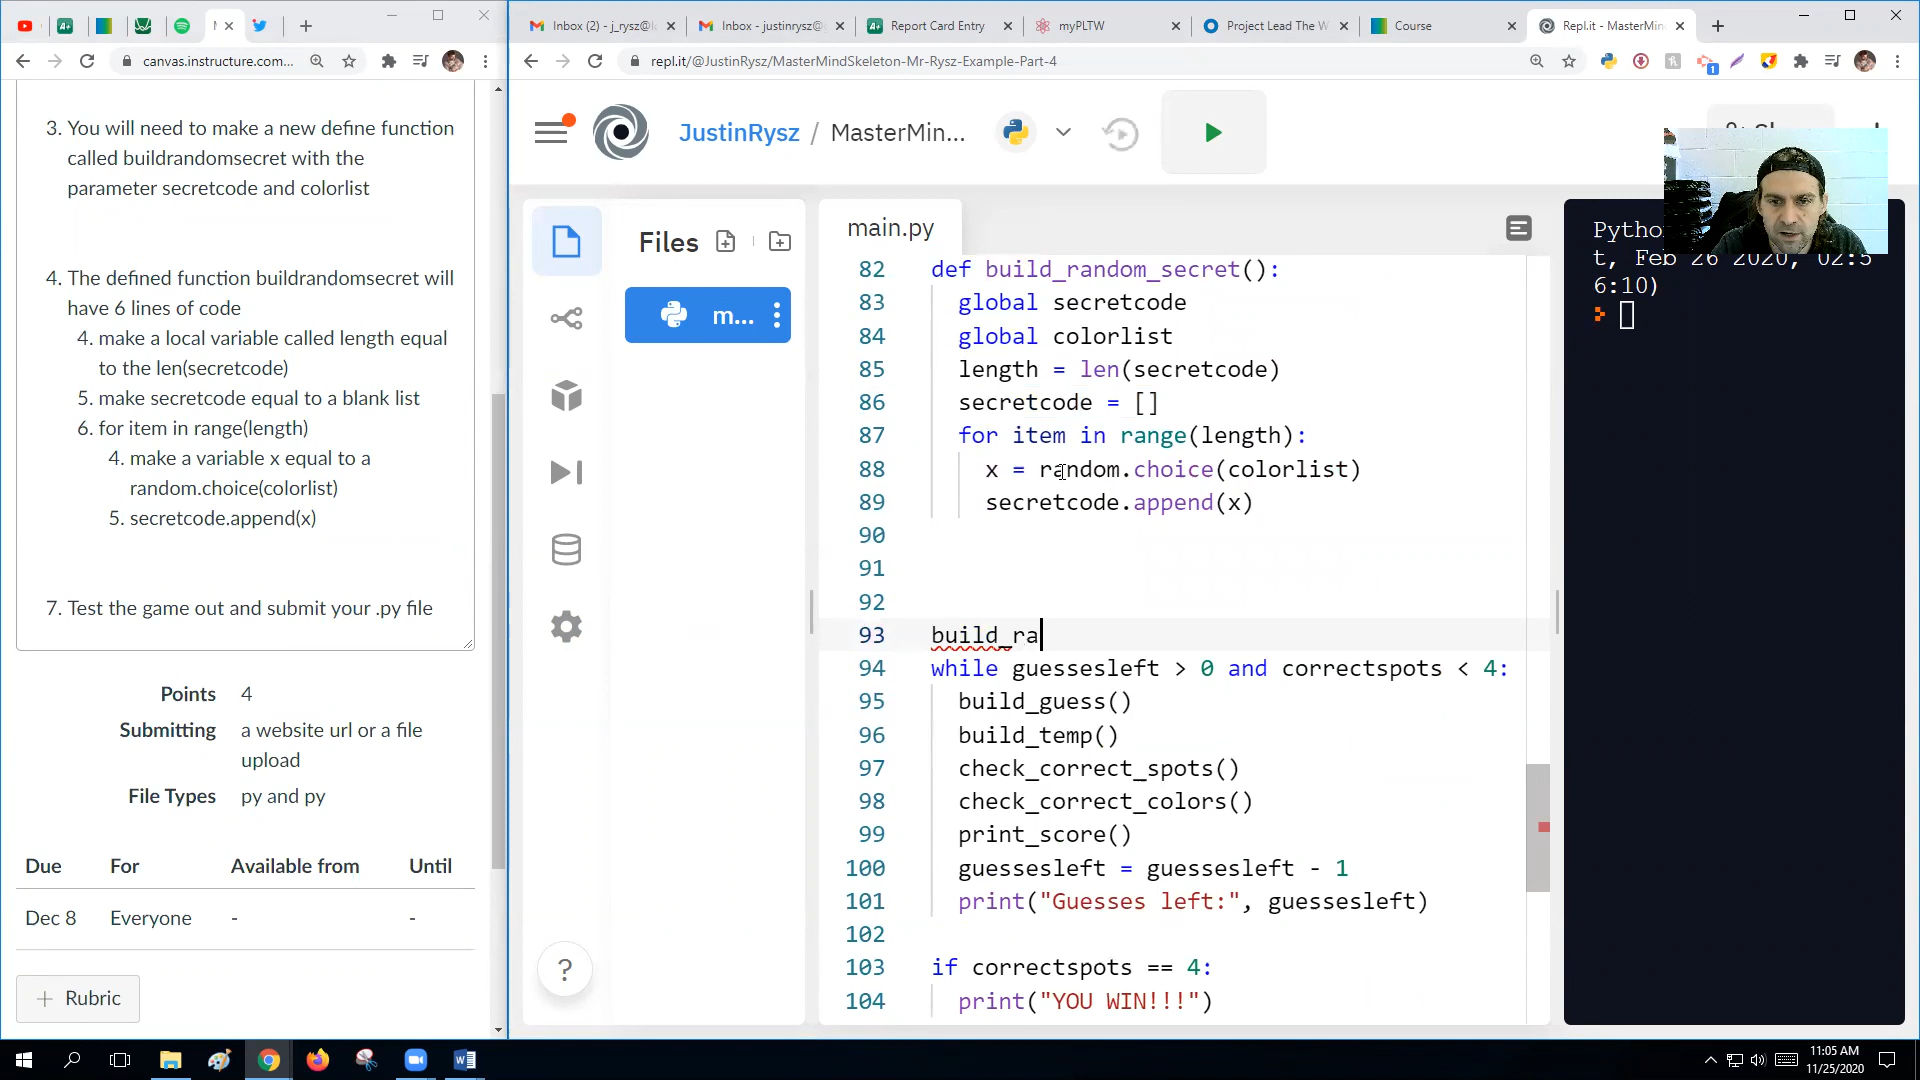 M
Inbox (2) - j_rysz@l
Inbox - justinrysz@
Report Card Entry
myPLTW
Project Lead The W
Course
Repl.it - MasterMin
canvas.instructure.com...
repl.it/@JustinRysz/MasterMindSkeleton-Mr-Rysz-Example-Part-4
3. You will need to make a new define function
called buildrandomsecret with the
parameter secretcode and colorlist
4. The defined function buildrandomsecret will
have 6 lines of code
4. make a local variable called length equal
to the len(secretcode)
5. make secretcode equal to a blank list
6. for item in range(length)
4. make a variable x equal to a
random.choice(colorlist)
5. secretcode.append(x)
7. Test the game out and submit your .py file
Points 4
Submitting a website url or a file
upload
File Types py and py
Due For Available from Until
Dec 8 Everyone - -
+ Rubric
JustinRysz / MasterMin...
Files
m...
main.py
82 def build_random_secret():
83 global secretcode
84 global colorlist
85 length = len(secretcode)
86 secretcode = []
87 for item in range(length):
88 x = random.choice(colorlist)
89 secretcode.append(x)
90
91
92
93 build_ra
94 while guessesleft > 0 and correctspots < 4:
95 build_guess()
96 build_temp()
97 check_correct_spots()
98 check_correct_colors()
99 print_score()
100 guessesleft = guessesleft - 1
101 print("Guesses left:", guessesleft)
102
103 if correctspots == 4:
104 print("YOU WIN!!!")
?
t, Feb 26 2020, 02:5
6:10)
11:05 AM
11/25/2020